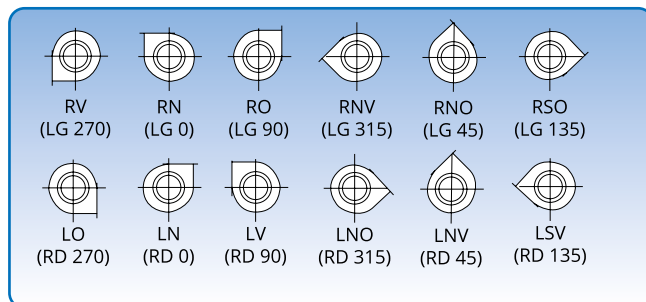 RV RN RO RNV RNO RSO
(LG 270) (LG 0) (LG 90) (LG 315) (LG 45) (LG 135)
LO LN LV LNO LNV LSV
(RD 270) (RD 0) (RD 90) (RD 315) (RD 45) (RD 135)